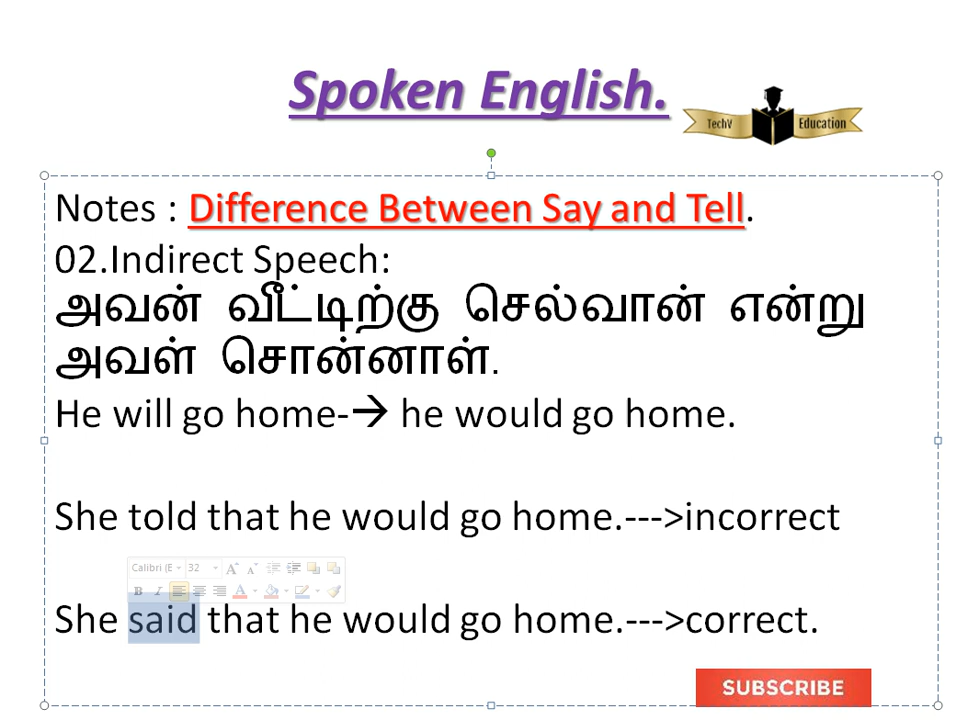 Spoken English.
TechV Education
Notes : Difference Between Say and Tell.
02.Indirect Speech:
அவன் வீட்டிற்கு செல்வான் என்று
அவள் சொன்னாள்.
He will go home-→ he would go home.
She told that he would go home.--->incorrect
Calibri (E 32
She said that he would go home.--->correct.
SUBSCRIBE